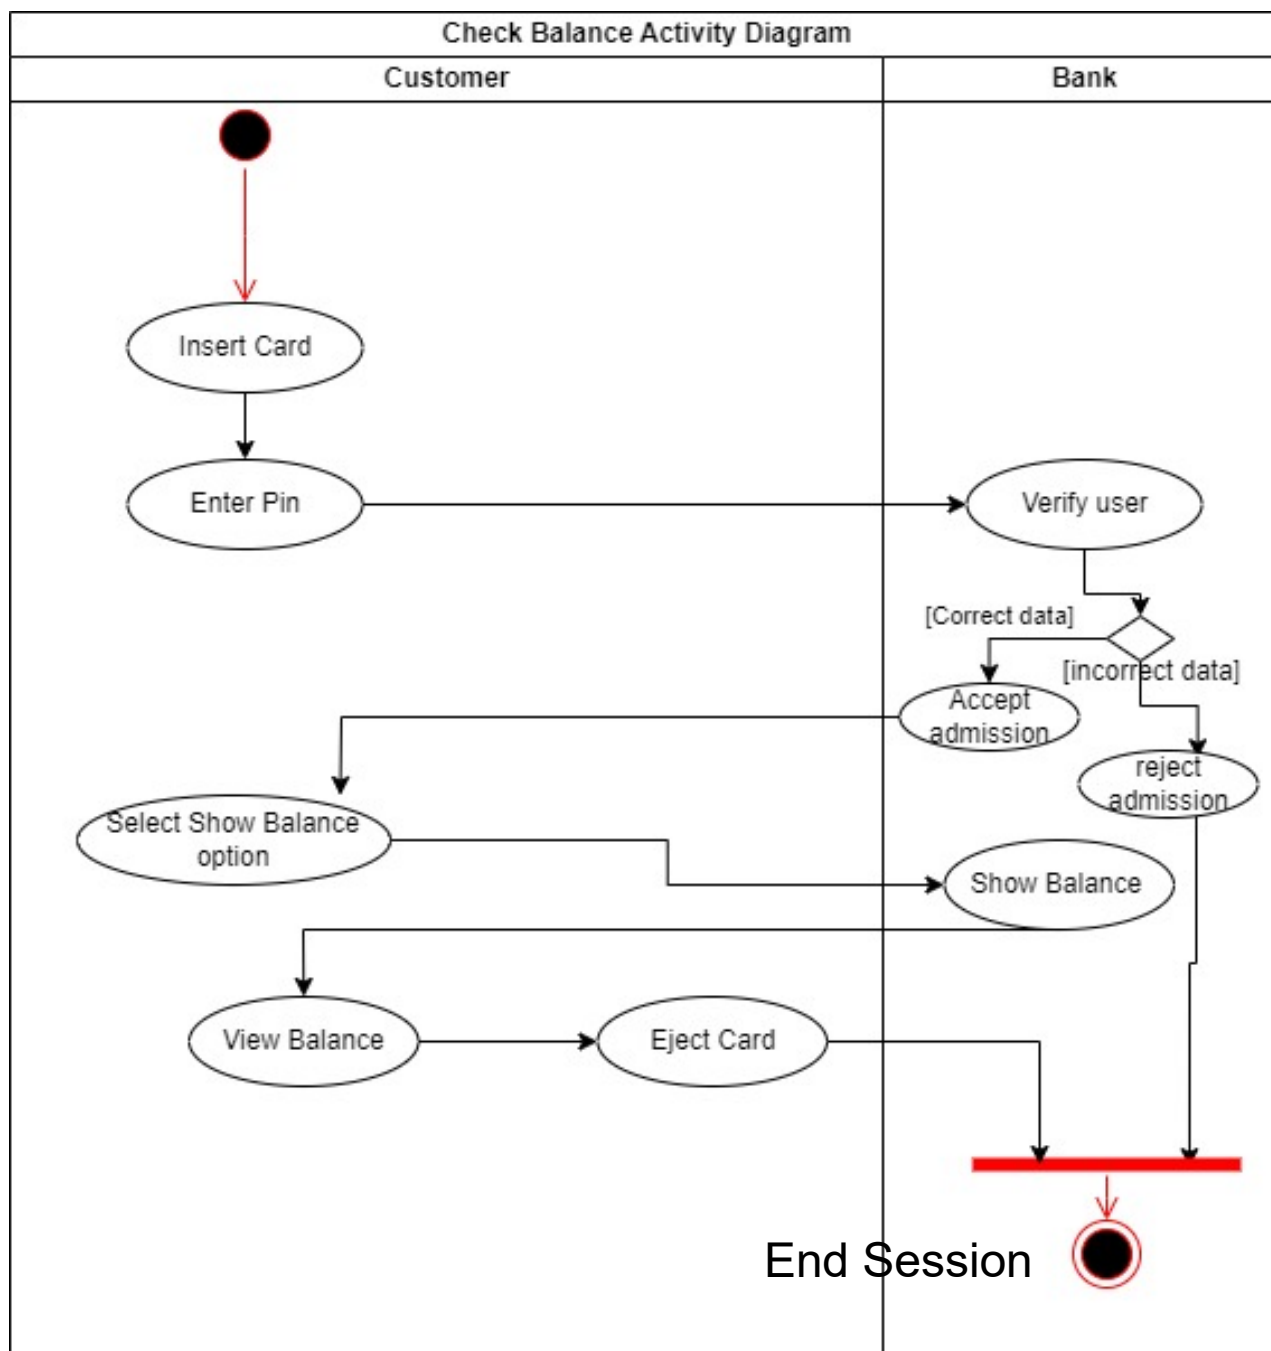 Check Balance Activity Diagram
Customer
Bank
Insert Card
Enter Pin
Verify user
[Correct data]
[incorrect data]
Accept
admission
reject
admission
Select Show Balance
option
Show Balance
View Balance
Eject Card
End Session